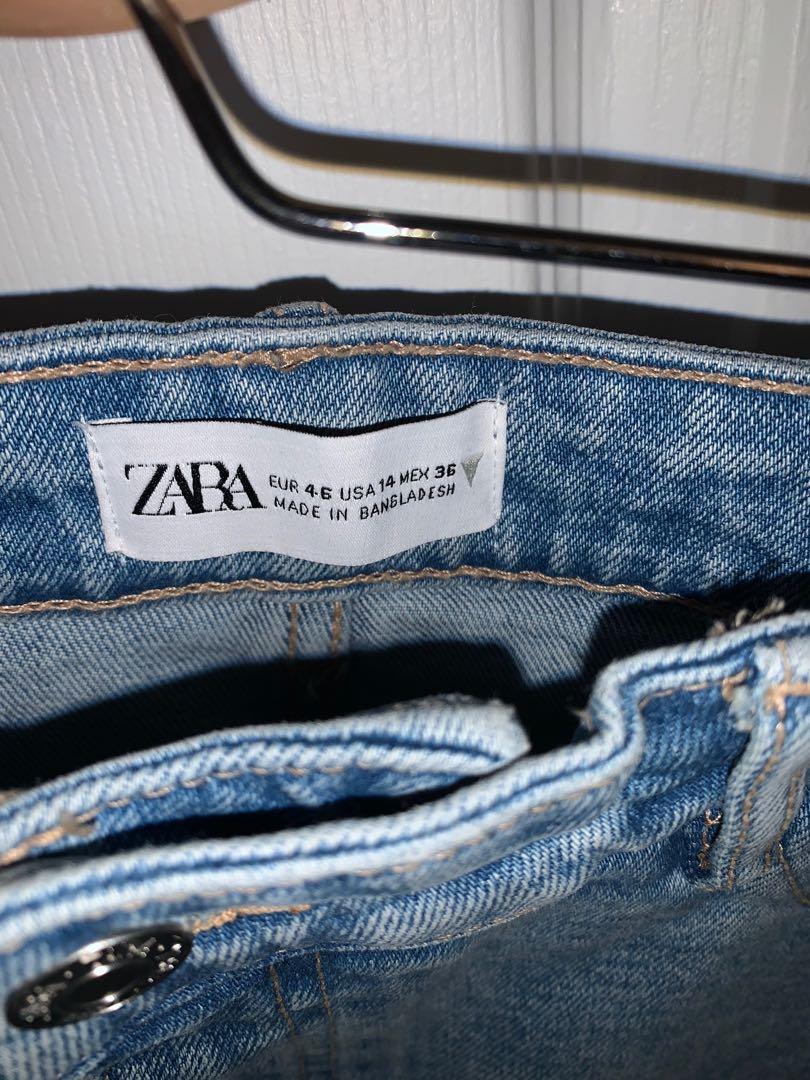 ZARA
EUR 46 USA 14 MEX 36
MADE IN BANGLADESH